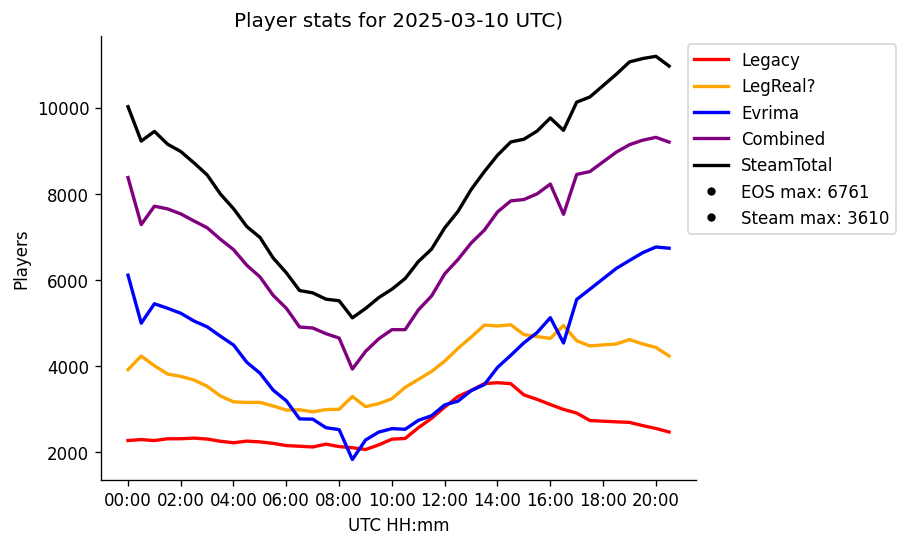 Player stats for 2025-03-10 UTC)
Players
10000
8000
6000
4000
2000
00:00 02:00 04:00 06:00 08:00 10:00 12:00 14:00 16:00 18:00 20:00
UTC HH:mm
Legacy
LegReal?
Evrima
Combined
SteamTotal
EOS max: 6761
Steam max: 3610